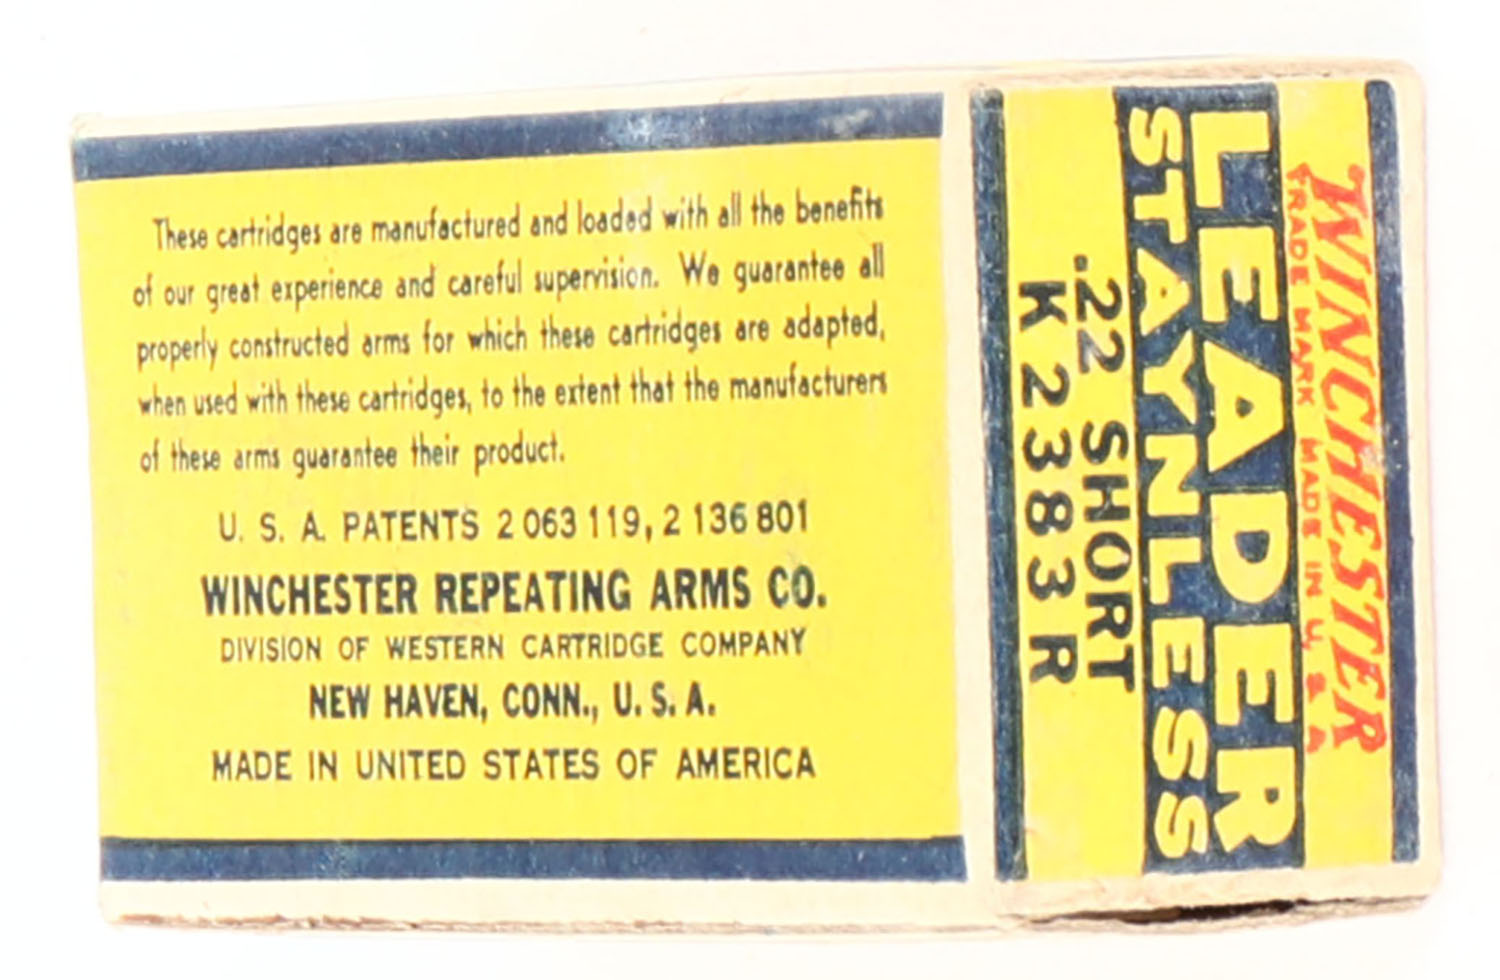 These cartridges are manufactured and loaded with all the benefits
of our great experience and careful supervision. We guarantee all
properly constructed arms for which these cartridges are adapted,
when used with these cartridges, to the extent that the manufacturers
of these arms guarantee their product.
U. S. A. PATENTS 2 063 119, 2 136 801
WINCHESTER REPEATING ARMS CO.
DIVISION OF WESTERN CARTRIDGE COMPANY
NEW HAVEN, CONN., U. S. A.
MADE IN UNITED STATES OF AMERICA
WINCHESTER
TRADE MARK MADE IN U. S. A.
LEADER
STAYNLESS
.22 SHORT
K 2383 R